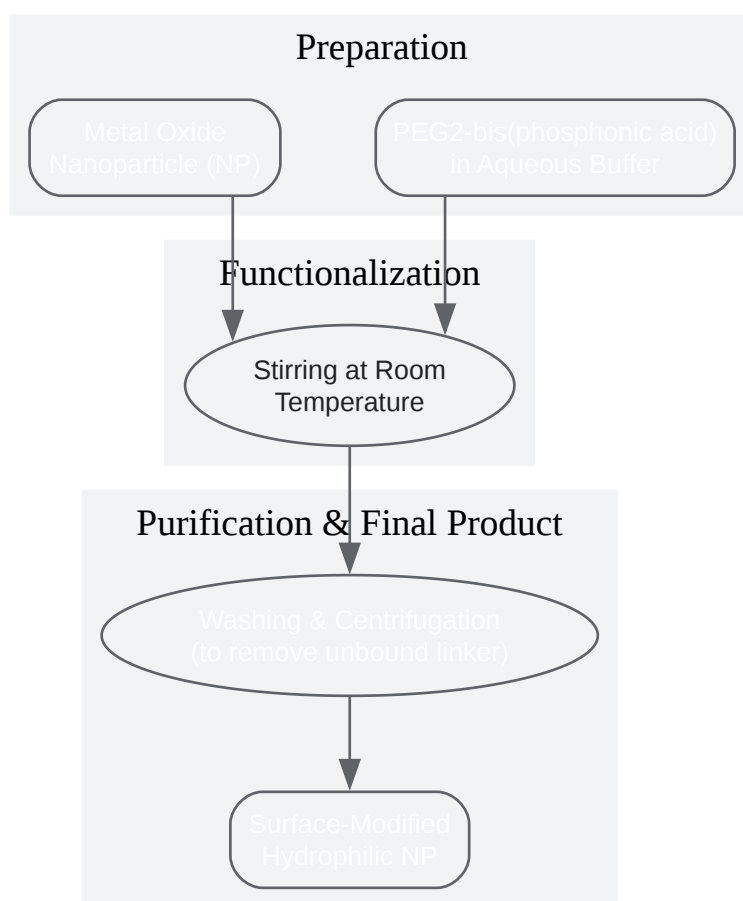 Preparation
Metal Oxide
Nanoparticle (NP)
PEG2-bis(phosphonic acid)
in Aqueous Buffer
Functionalization
Stirring at Room
Temperature
Purification & Final Product
Washing & Centrifugation
(to remove unbound linker)
Surface-Modified
Hydrophilic NP